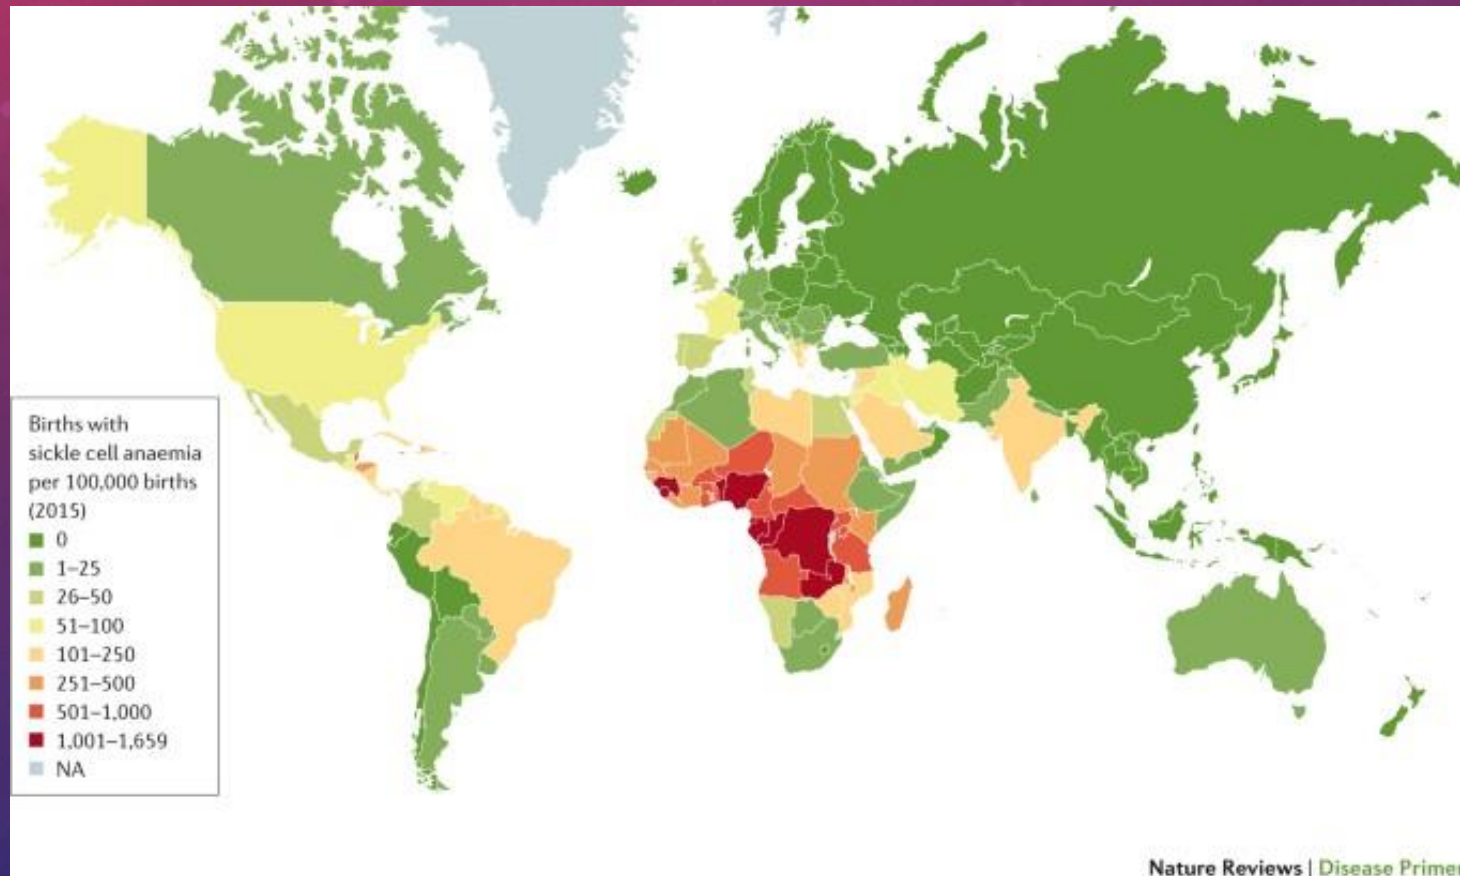 Births with
sickle cell anaemia
per 100,000 births
(2015)
0
1–25
26–50
51–100
101–250
251–500
501–1,000
1,001–1,659
NA
Nature Reviews | Disease Primer